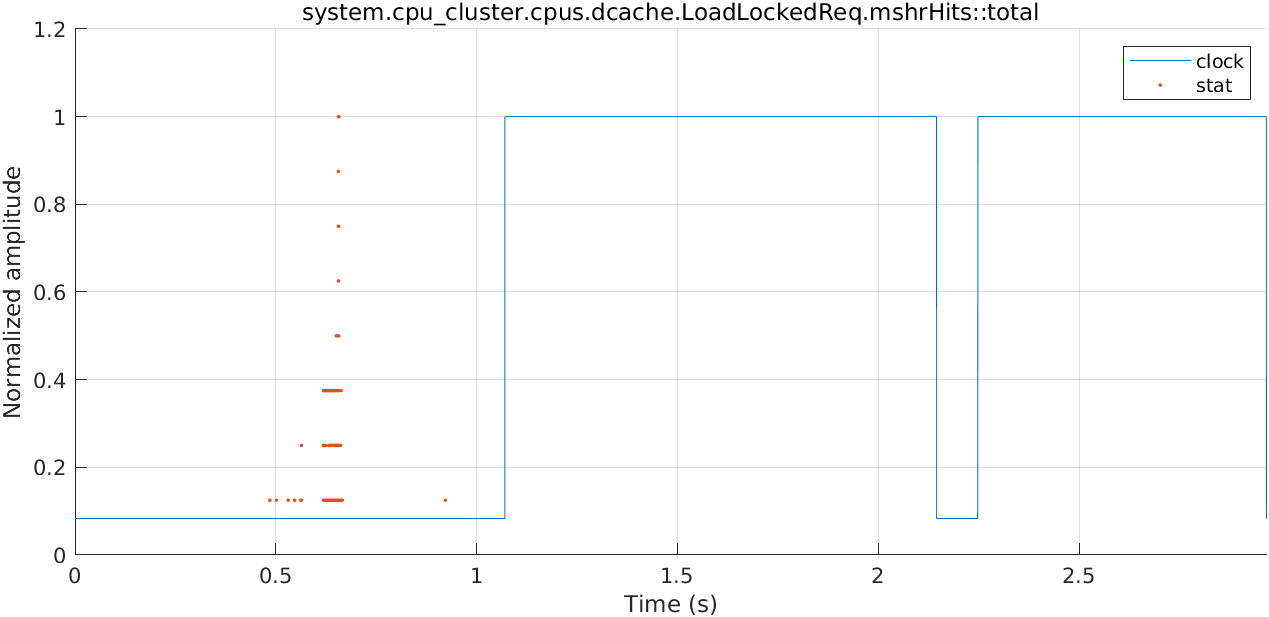 system.cpu_cluster.cpus.dcache.LoadLockedReq.mshrHits::total
clock
stat
Normalized amplitude
1.2
1
0.8
0.6
0.4
0.2
0
0 0.5 1 1.5 2 2.5
Time (s)